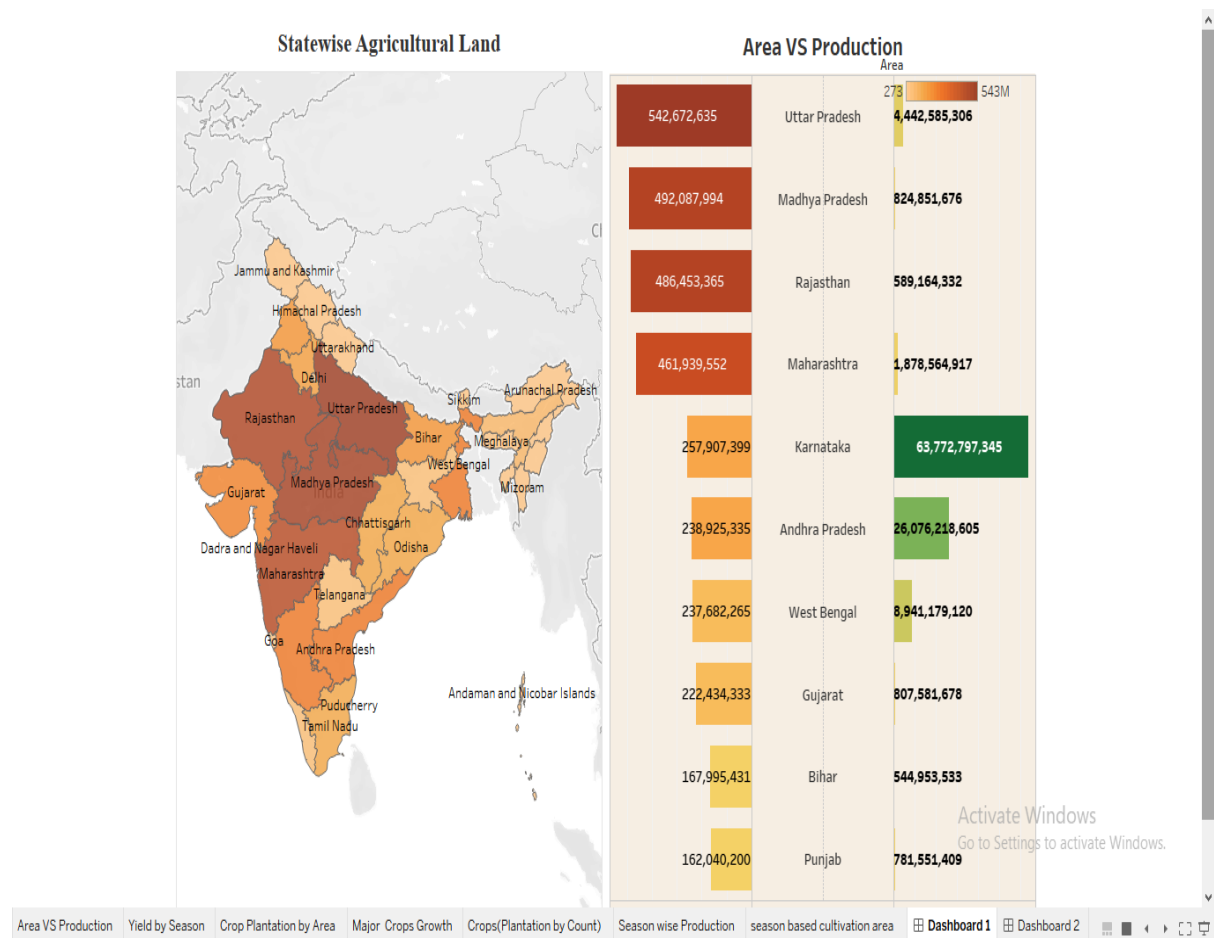 Statewise Agricultural Land
Area VS Production
Area
273 543M
542,672,635 Uttar Pradesh 4,442,585,306
492,087,994 Madhya Pradesh 824,851,676
486,453,365 Rajasthan 589,164,332
461,939,552 Maharashtra 1,878,564,917
257,907,399 Karnataka 63,772,797,345
238,925,335 Andhra Pradesh 26,076,218,605
237,682,265 West Bengal 8,941,179,120
222,434,333 Gujarat 807,581,678
167,995,431 Bihar 544,953,533
162,040,200 Punjab 781,551,409
Jammu and Kashmir
Himachal Pradesh
Uttarakhand
stan
Delhi
Arunachal Pradesh
Sikkim
Uttar Pradesh
Rajasthan
Bihar
Meghalaya
West Bengal
Madhya Pradesh
India
Mizoram
Gujarat
Chhattisgarh
Dadra and Nagar Haveli
Odisha
Maharashtra
Telangana
Goa
Andhra Pradesh
Andaman and Nicobar Islands
Puducherry
Tamil Nadu
Activate Windows
Go to Settings to activate Windows.
Area VS Production Yield by Season Crop Plantation by Area Major Crops Growth Crops(Plantation by Count) Season wise Production season based cultivation area Dashboard 1 Dashboard 2